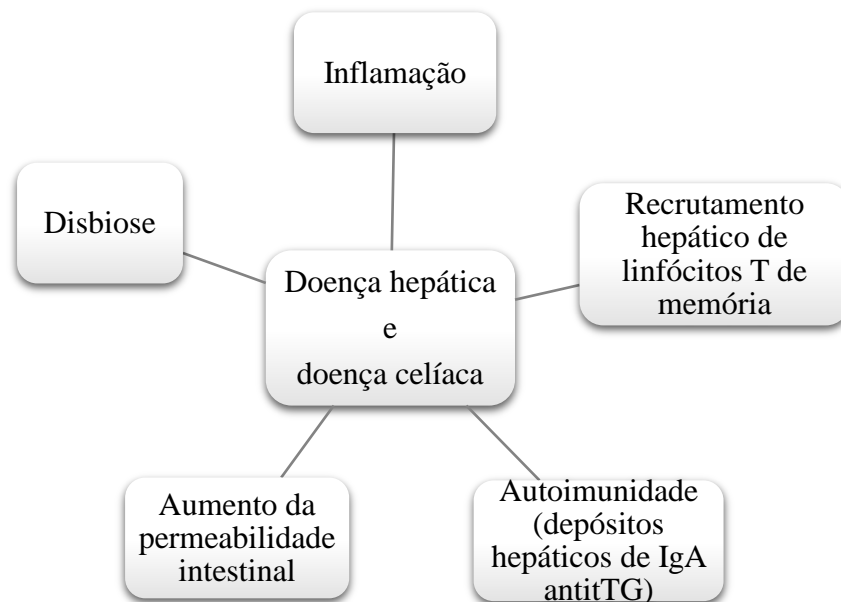 Inflamação
Disbiose
Recrutamento
hepático de
linfócitos T de
memória
Doença hepática
e
doença celíaca
Aumento da
permeabilidade
intestinal
Autoimunidade
(depósitos
hepáticos de IgA
antitTG)